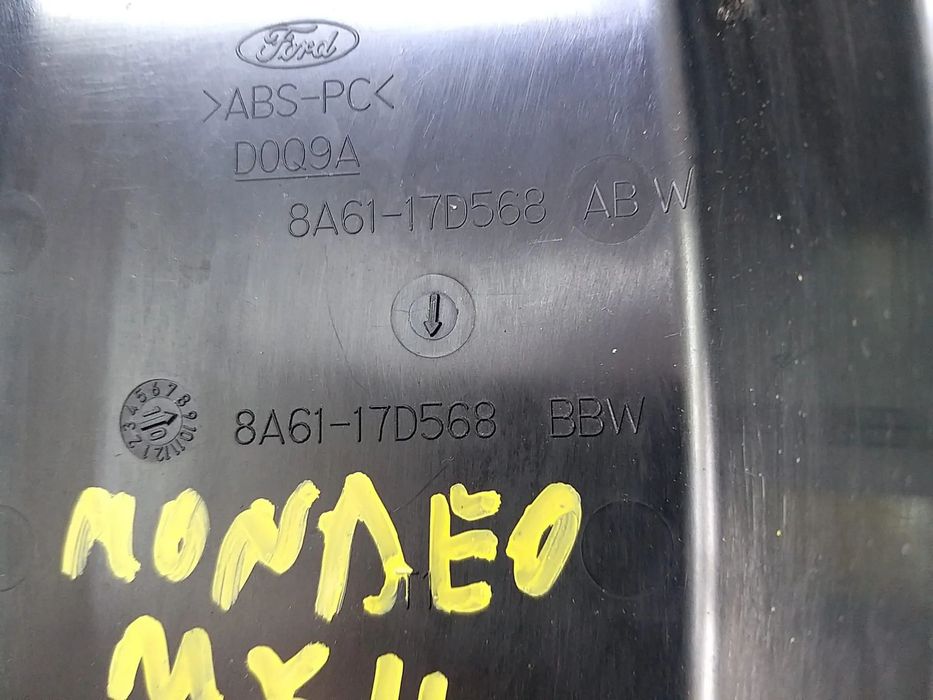 Ford
>ABS-PC<
D0Q9A
8A61-17D568 AB W
8A61-17D568 BBW
MONDEO